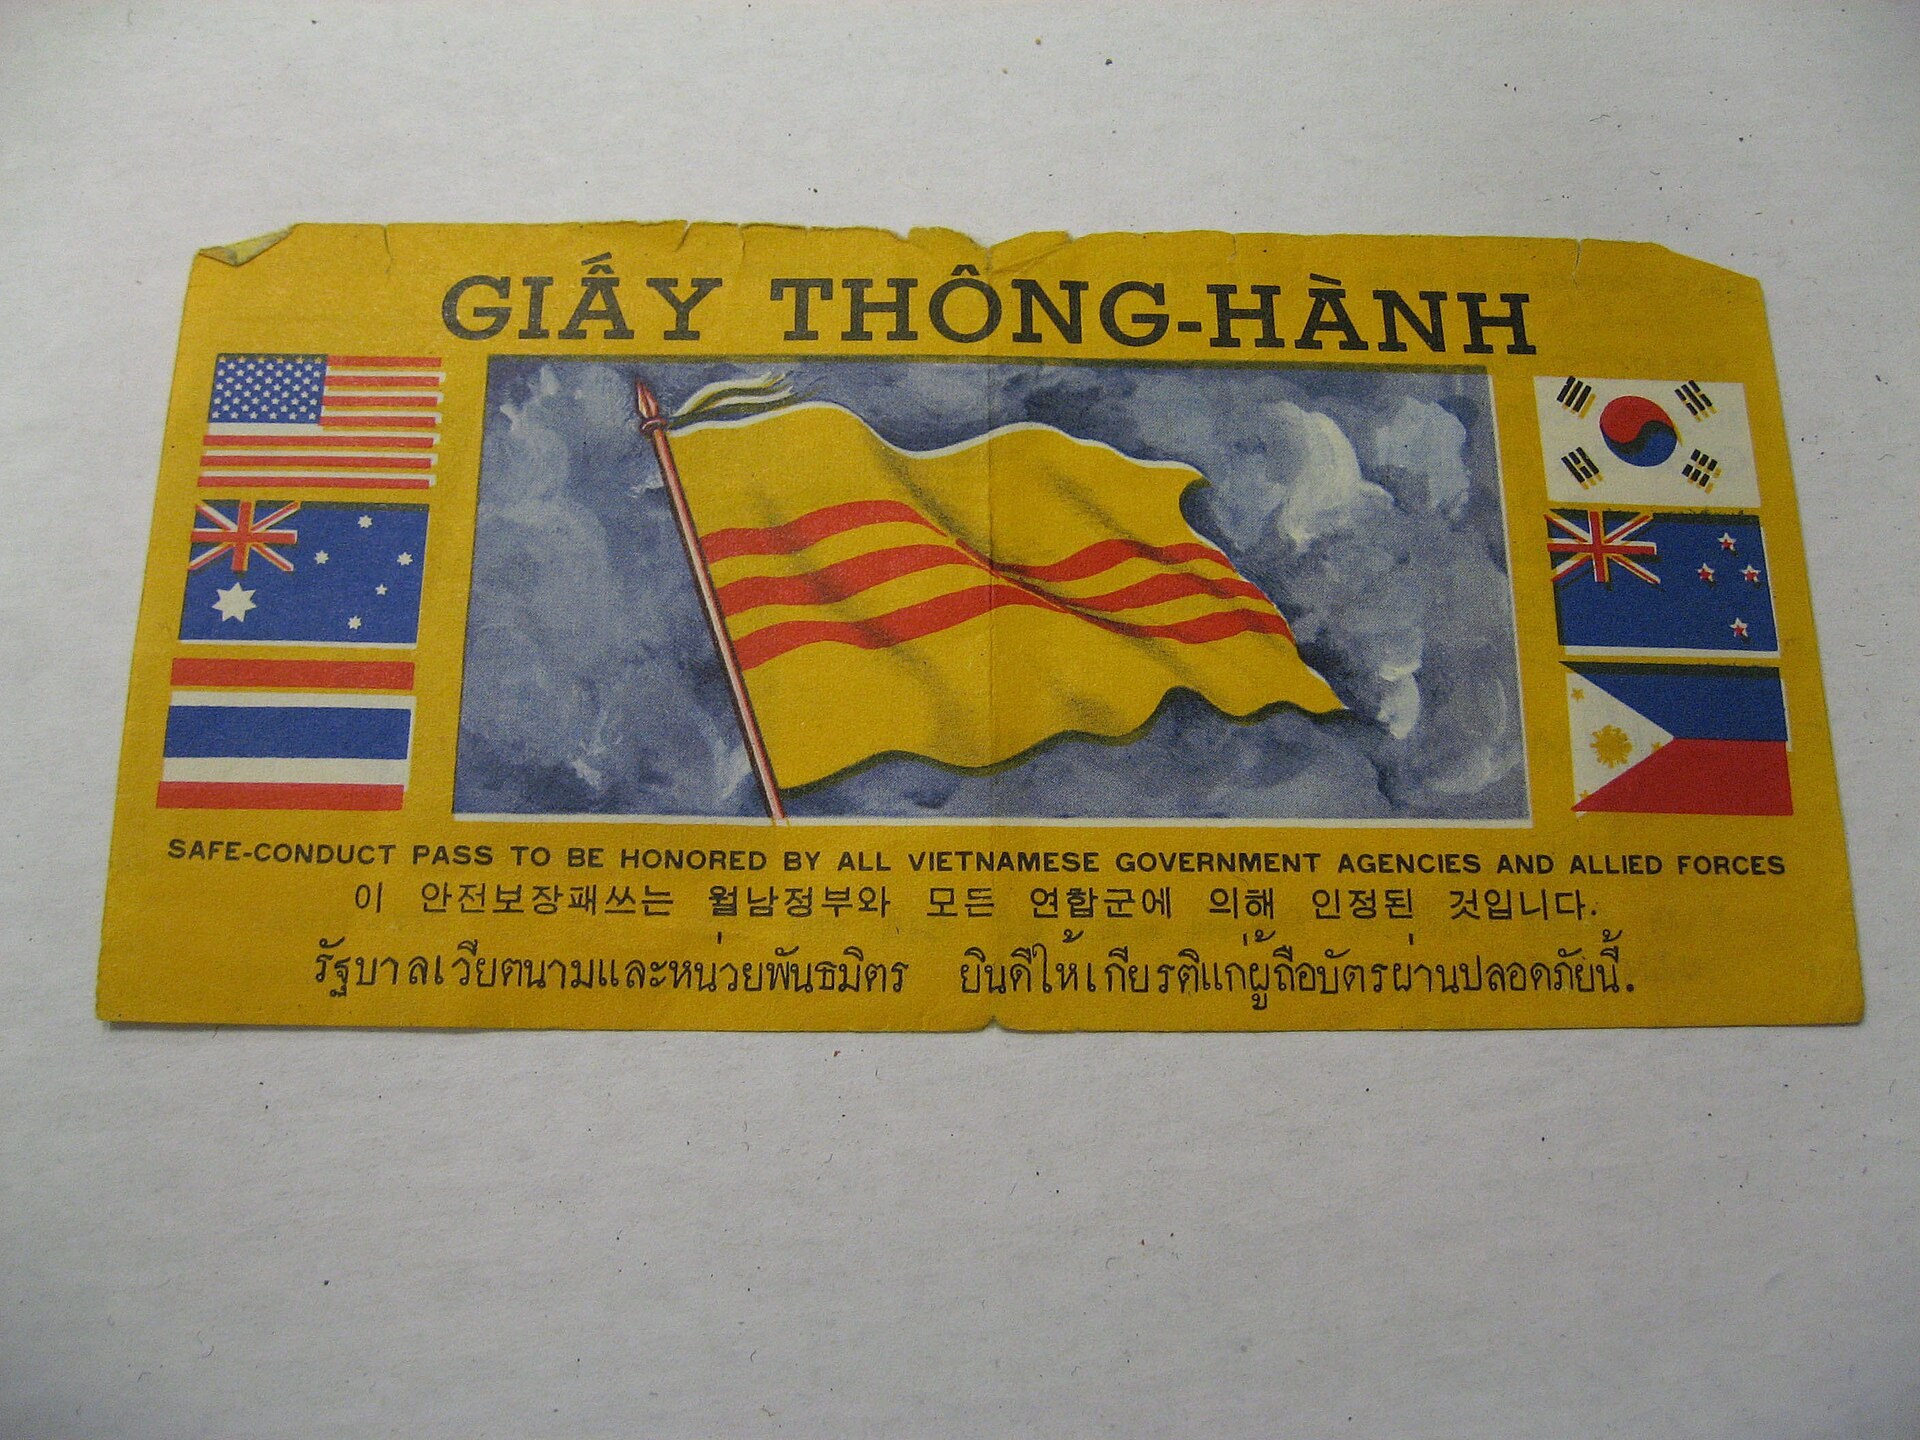 GIẤY THÔNG-HÀNH
SAFE-CONDUCT PASS TO BE HONORED BY ALL VIETNAMESE GOVERNMENT AGENCIES AND ALLIED FORCES
이 안전보장패쓰는 월남정부와 모든 연합군에 의해 인정된 것입니다.
รัฐบาลเวียตนามและหน่วยพันธมิตร ยินดีให้เกียรติแก่ผู้ถือบัตรผ่านปลอดภัยนี้.